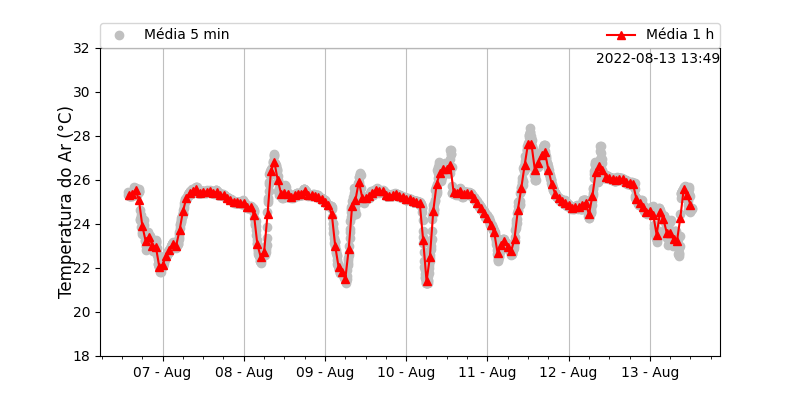 Média 5 min
Média 1 h
2022-08-13 13:49
Temperatura do Ar (°C)
32
30
28
26
24
22
20
18
07 - Aug
08 - Aug
09 - Aug
10 - Aug
11 - Aug
12 - Aug
13 - Aug